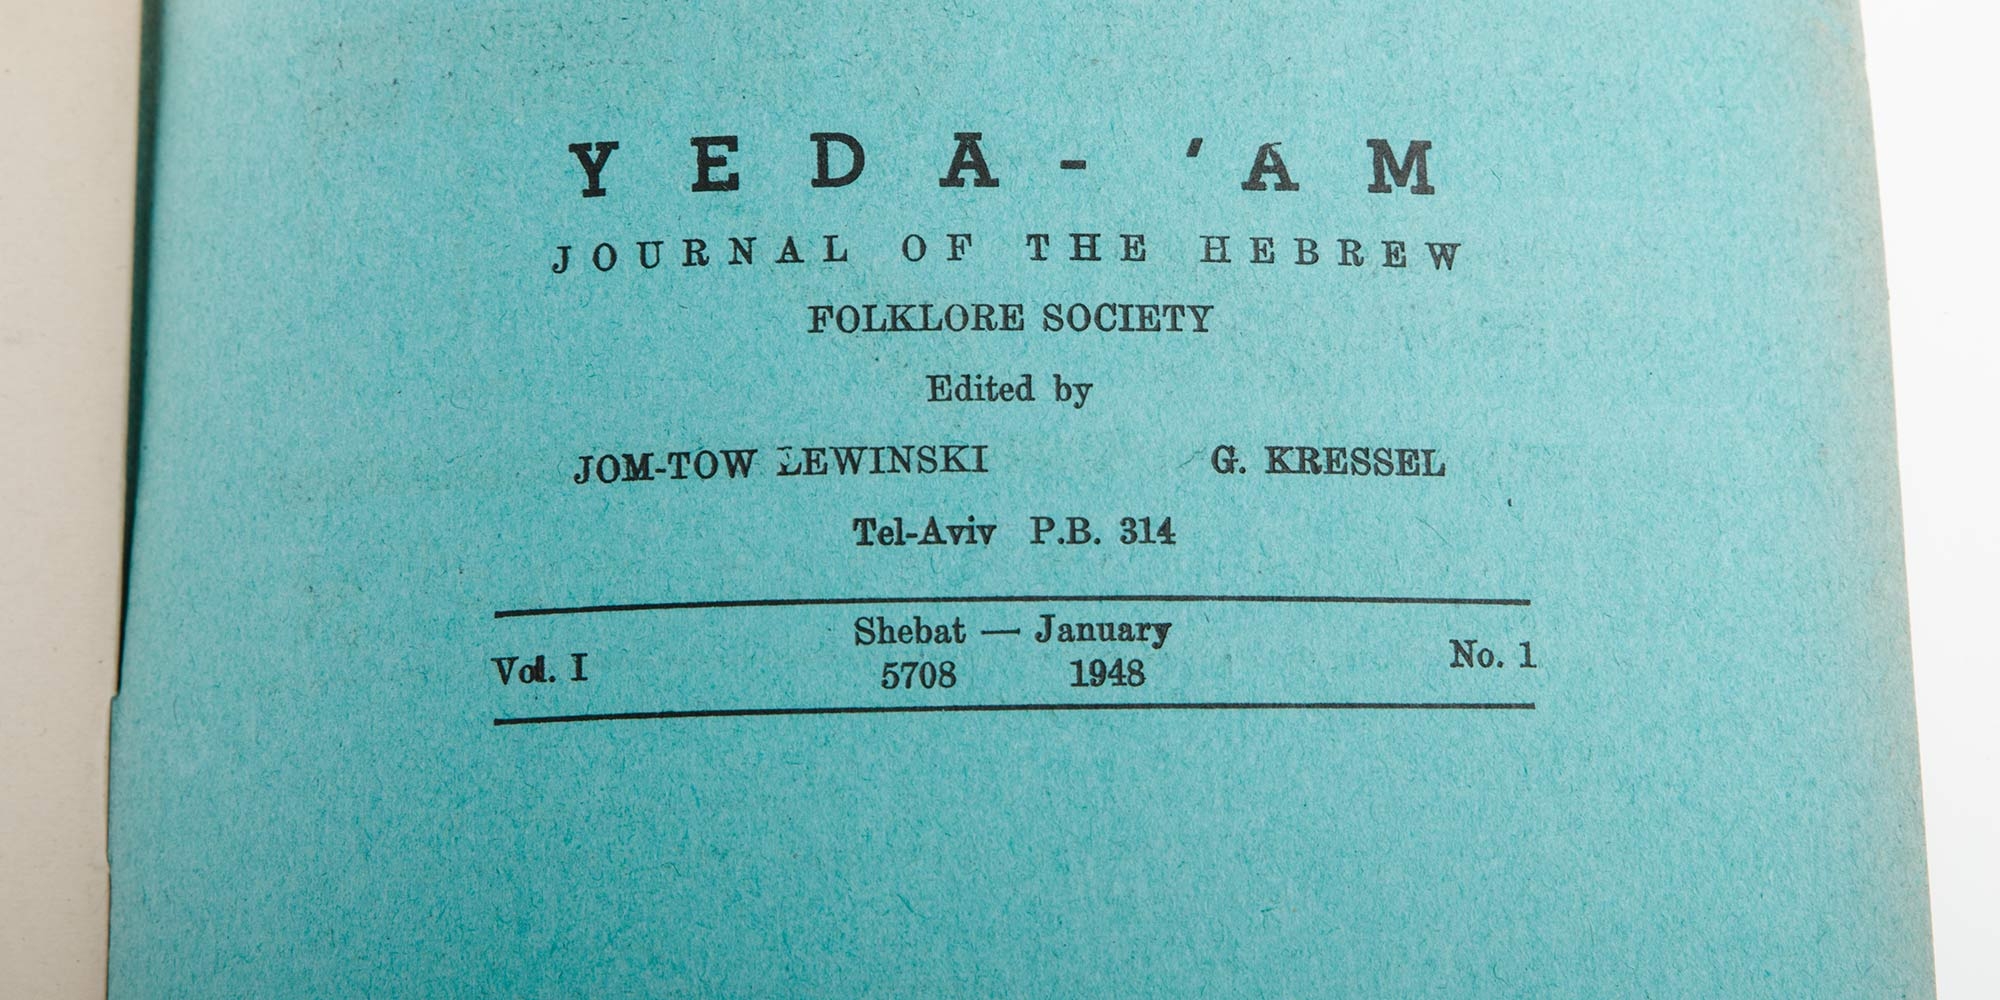 YEDA-'AM
JOURNAL OF THE HEBREW
FOLKLORE SOCIETY
Edited by
JOM-TOW LEWINSKI G. KRESSEL
Tel-Aviv P.B. 314
Shebat — January
Vol. I 5708 1948 No. 1